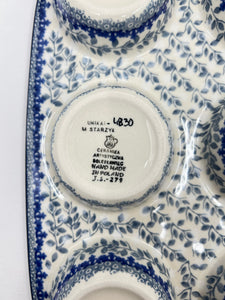 UNIKAT- 4830
M STARZYK
CERAMIKA
ARTYSTYCZNA
BOLESŁAWIEC
HAND MADE
IN POLAND
J.S.-279